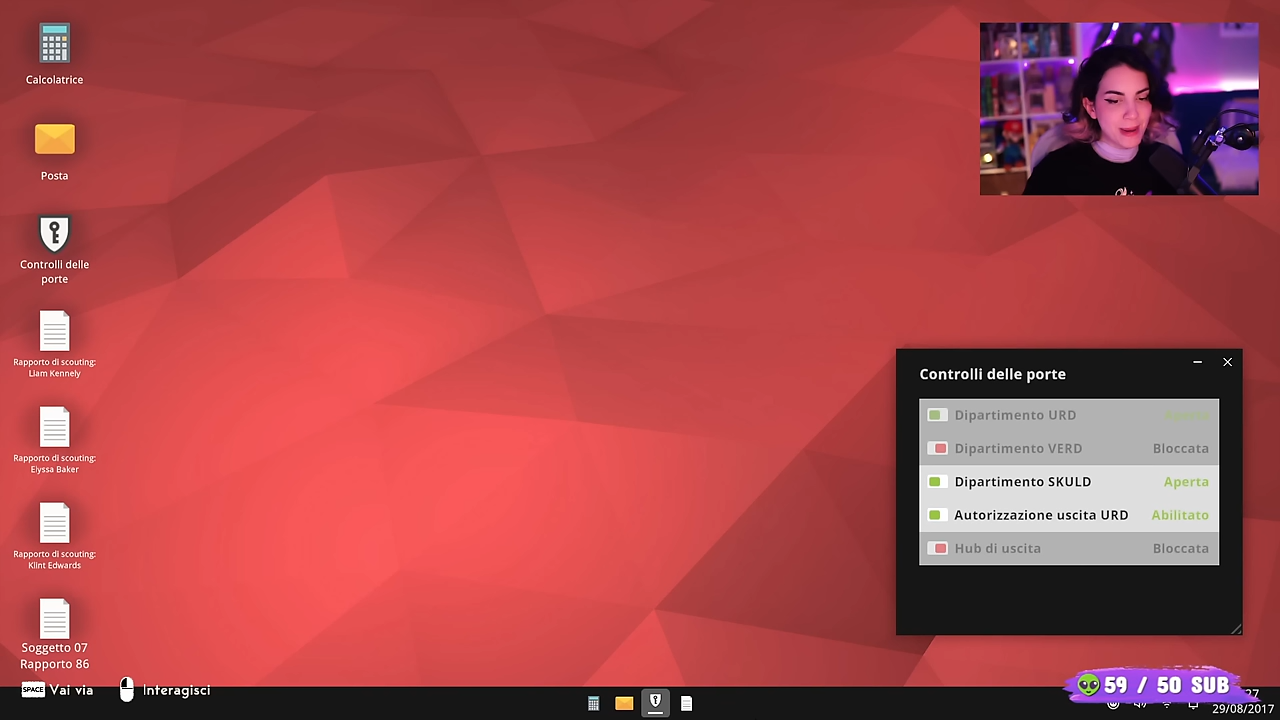 Calcolatrice
Posta
Controlli delle
porte
Rapporto di scouting:
Liam Kennely
Rapporto di scouting:
Elyssa Baker
Rapporto di scouting:
Klint Edwards
Soggetto 07
Rapporto 86
SPACE Vai via
Interagisci
Controlli delle porte
Dipartimento URD
Dipartimento VERD Bloccata
Dipartimento SKULD Aperta
Autorizzazione uscita URD Abilitato
Hub di uscita Bloccata
59 / 50 SUB
27
29/08/2017